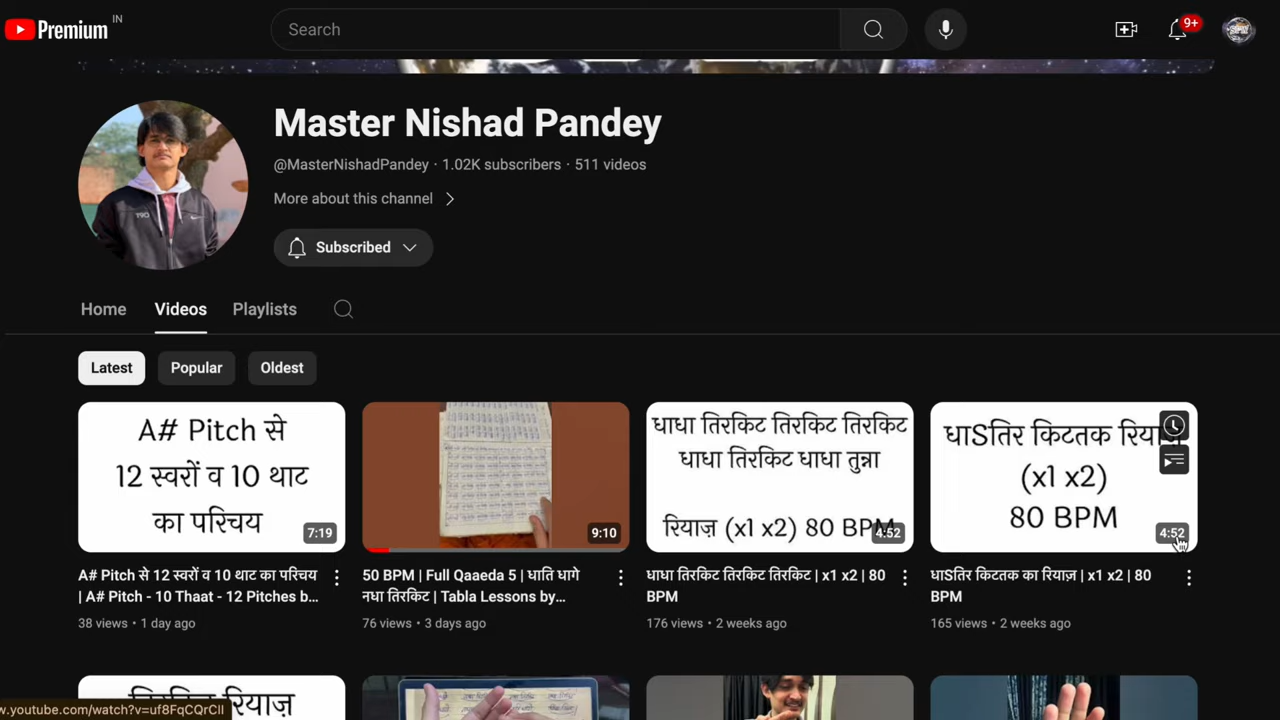 Premium IN
Search
9+
Master Nishad Pandey
@MasterNishadPandey · 1.02K subscribers · 511 videos
More about this channel
Subscribed
Home Videos Playlists
Latest Popular Oldest
A# Pitch से
12 स्वरों व 10 थाट
का परिचय
7:19
9:10
धाधा तिरकिट तिरकिट तिरकिट
धाधा तिरकिट धाधा तुन्ना
रियाज़ (x1 x2) 80 BPM
4:52
धाSतिर किटतक
(x1 x2)
80 BPM
4:52
A# Pitch से 12 स्वरों व 10 थाट का परिचय
| A# Pitch - 10 Thaat - 12 Pitches b...
38 views • 1 day ago
50 BPM | Full Qaaeda 5 | धाति धागे
नधा तिरकिट | Tabla Lessons by...
76 views • 3 days ago
धाधा तिरकिट तिरकिट तिरकिट | x1 x2 | 80
BPM
176 views • 2 weeks ago
धाSतिर किटतक का रियाज़ | x1 x2 | 80
BPM
165 views • 2 weeks ago
रियाज़